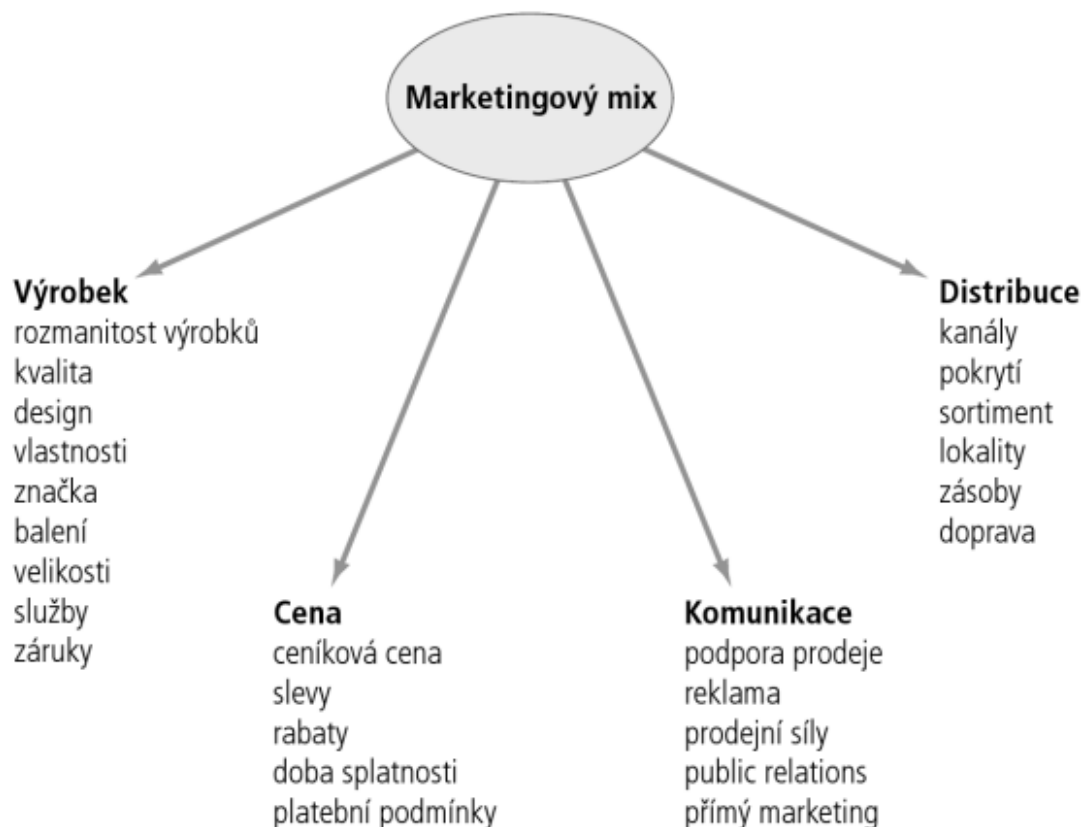 Marketingový mix
Výrobek
rozmanitost výrobků
kvalita
design
vlastnosti
značka
balení
velikosti
služby
záruky
Cena
ceníková cena
slevy
rabaty
doba splatnosti
platební podmínky
Komunikace
podpora prodeje
reklama
prodejní síly
public relations
přímý marketing
Distribuce
kanály
pokrytí
sortiment
lokality
zásoby
doprava